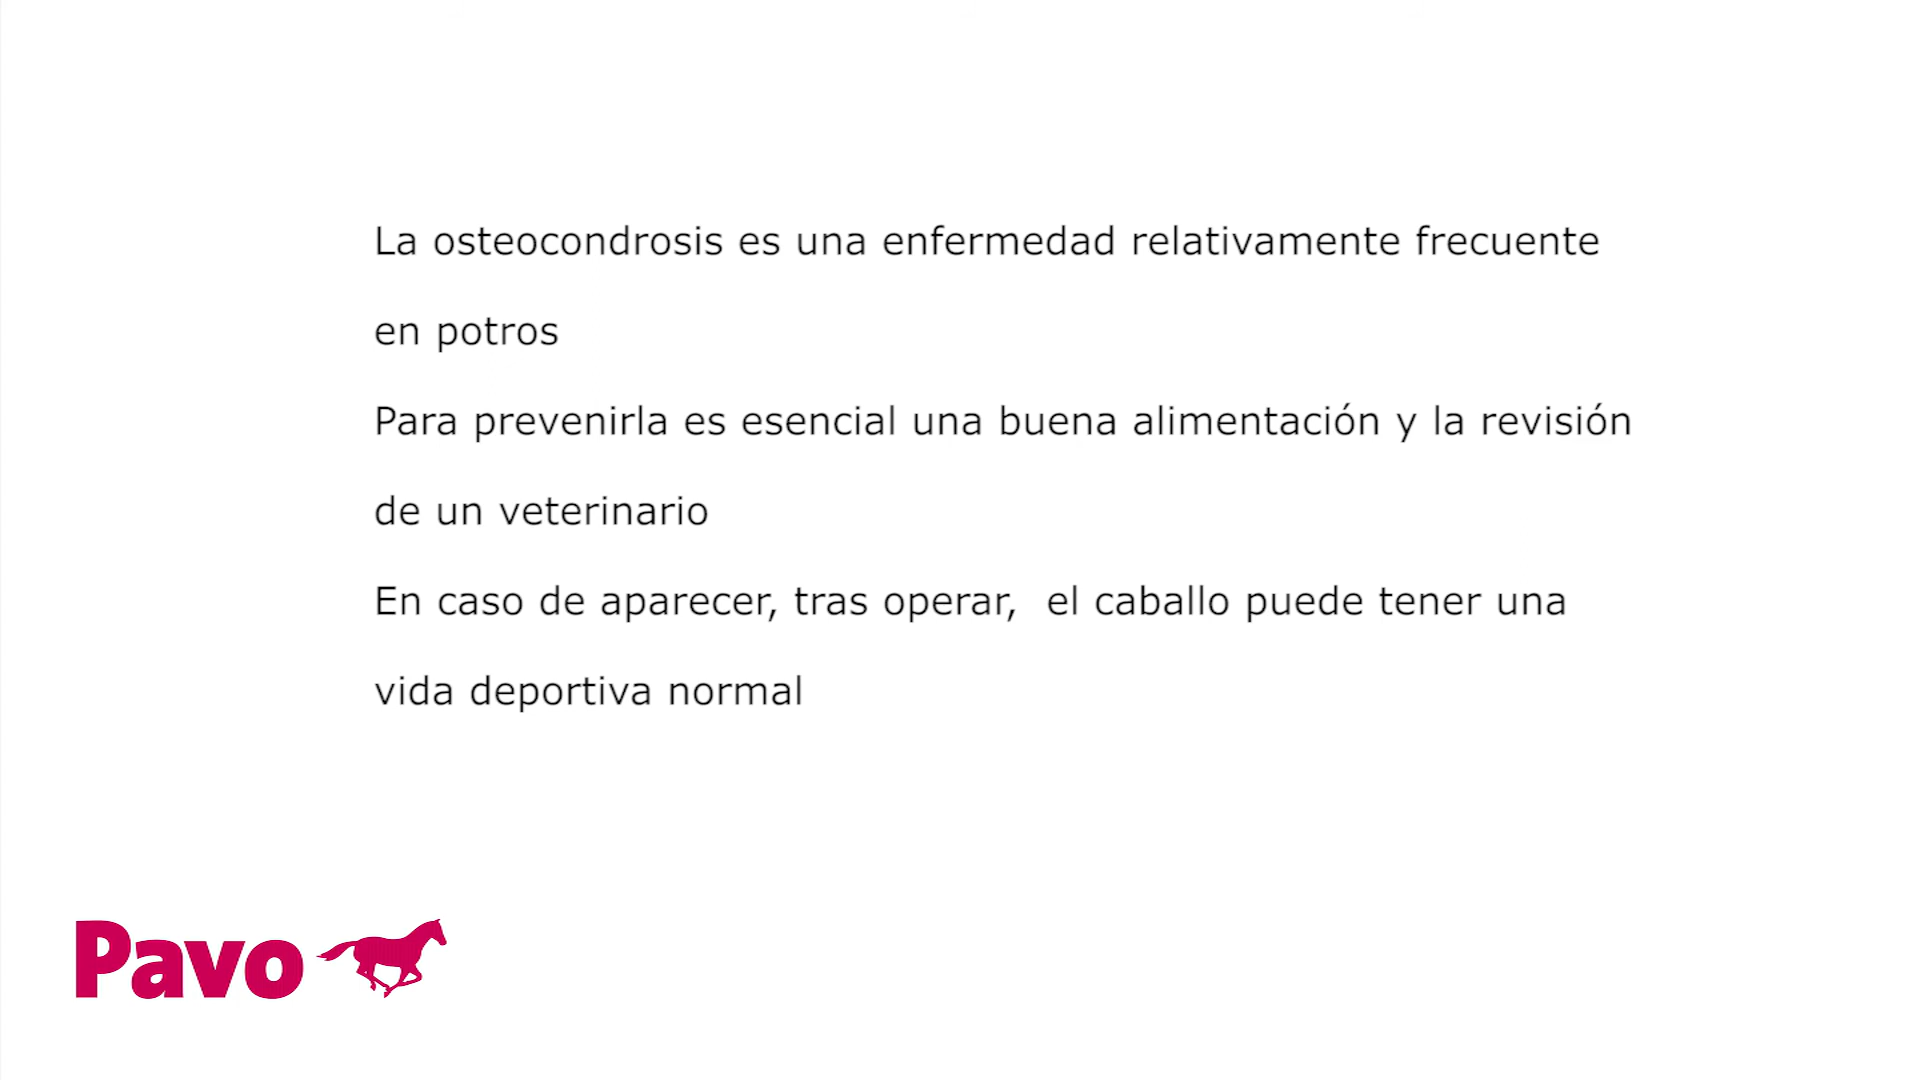 La osteocondrosis es una enfermedad relativamente frecuente
en potros
Para prevenirla es esencial una buena alimentación y la revisión
de un veterinario
En caso de aparecer, tras operar,  el caballo puede tener una
vida deportiva normal
Pavo